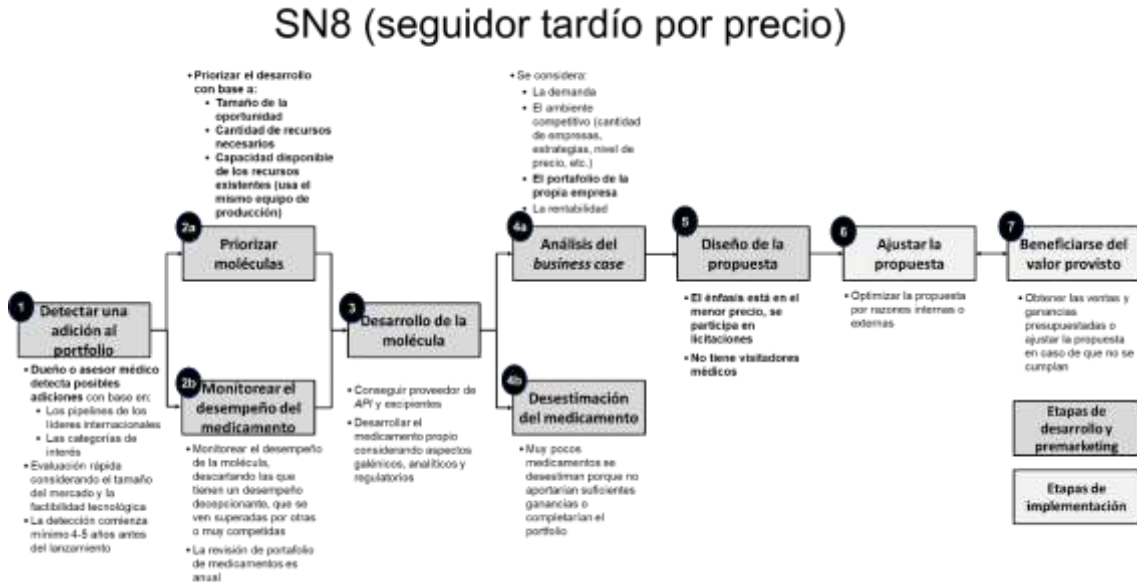 SN8 (seguidor tardío por precio)
• Priorizar el desarrollo
con base a:
• Tamaño de la
oportunidad
• Cantidad de recursos
necesarios
• Capacidad disponible
de los recursos
existentes (usa el
mismo equipo de
producción)
2a
Priorizar
moléculas
• Se considera:
• La demanda
• El ambiente
competitivo (cantidad
de empresas,
estrategias, nivel de
precio, etc.)
• El portafolio de la
propia empresa
• La rentabilidad
4a
Análisis del
business case
5
Diseño de la
propuesta
6
Ajustar la
propuesta
7
Beneficiarse del
valor provisto
1
Detectar una
adición al
portfolio
• Dueño o asesor médico
detecta posibles
adiciones con base en:
• Los pipelines de los
líderes internacionales
• Las categorías de
interés
• Evaluación rápida
considerando el tamaño
del mercado y la
factibilidad tecnológica
• La detección comienza
mínimo 4-5 años antes
del lanzamiento
2b
Monitorear el
desempeño del
medicamento
• Monitorear el desempeño
de la molécula,
descartando las que
tienen un desempeño
decepcionante, que se
ven superadas por otras
o muy competidas
• La revisión de portafolio
de medicamentos es
anual
3
Desarrollo de la
molécula
• Conseguir proveedor de
API y excipientes
• Desarrollar el
medicamento propio
considerando aspectos
galénicos, analíticos y
regulatorios
4b
Desestimación
del medicamento
• Muy pocos
medicamentos se
desestiman porque no
aportarían suficientes
ganancias o
completarían el
portfolio
• El énfasis está en el
menor precio, se
participa en
licitaciones
• No tiene visitadores
médicos
• Optimizar la propuesta
por razones internas o
externas
• Obtener las ventas y
ganancias
presupuestadas o
ajustar la propuesta
en caso de que no se
cumplan
Etapas de
desarrollo y
premarketing
Etapas de
implementación